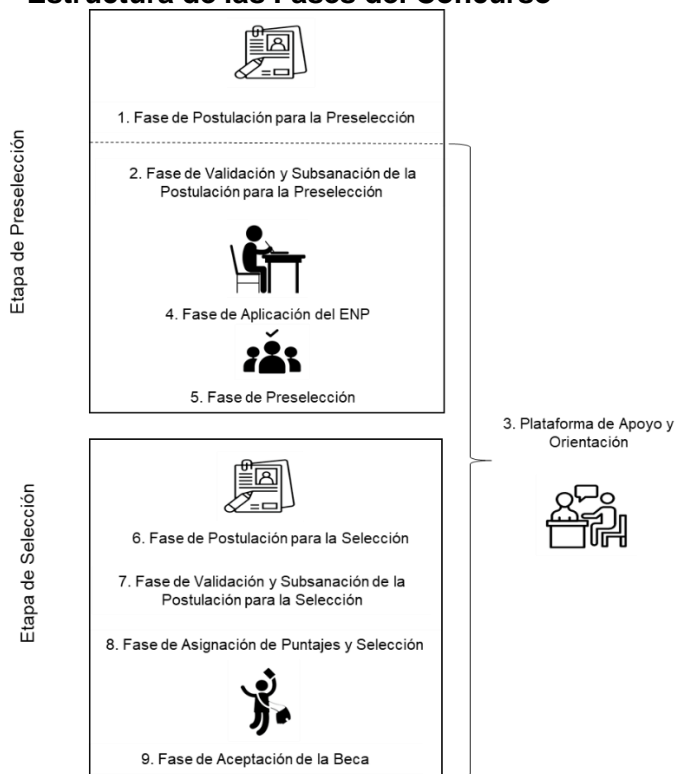 Estructura de las Fases del Concurso
Etapa de Preselección
1. Fase de Postulación para la Preselección
2. Fase de Validación y Subsanación de la
Postulación para la Preselección
4. Fase de Aplicación del ENP
5. Fase de Preselección
3. Plataforma de Apoyo y
Orientación
Etapa de Selección
6. Fase de Postulación para la Selección
7. Fase de Validación y Subsanación de la
Postulación para la Selección
8. Fase de Asignación de Puntajes y Selección
9. Fase de Aceptación de la Beca